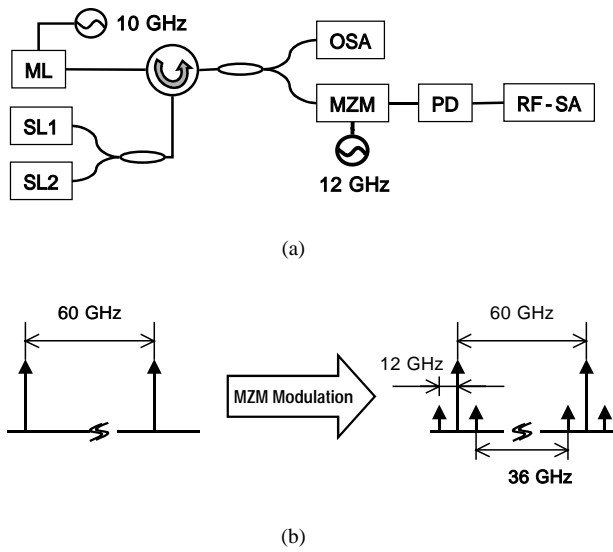 10 GHz
ML
OSA
MZM
PD
RF-SA
SL1
SL2
12 GHz
(a)
60 GHz
60 GHz
12 GHz
MZM Modulation
36 GHz
(b)